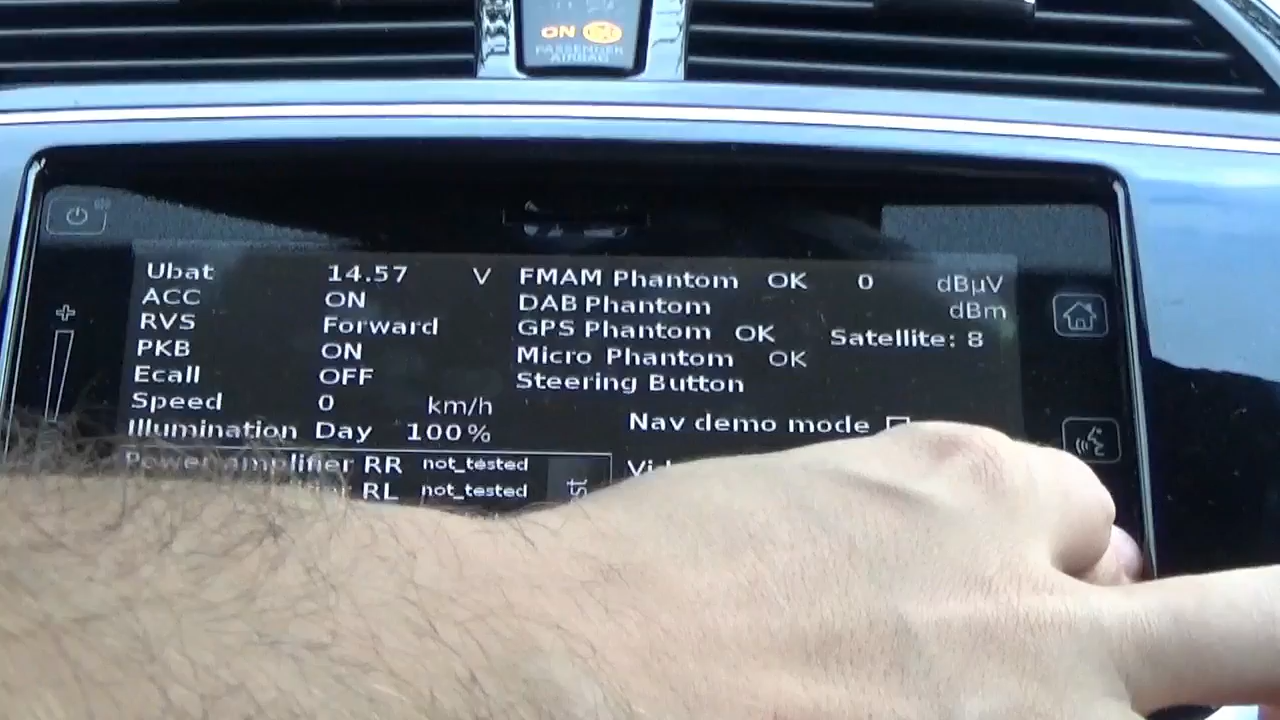 ON
PASSENGER
AIRBAG
Ubat 14.57 V FMAM Phantom OK 0 dBµV
ACC ON DAB Phantom dBm
RVS Forward GPS Phantom OK Satellite: 8
PKB ON Micro Phantom OK
Ecall OFF Steering Button
Speed 0 km/h
Illumination Day 100% Nav demo mode
Power amplifier RR not_tested
RL not_tested